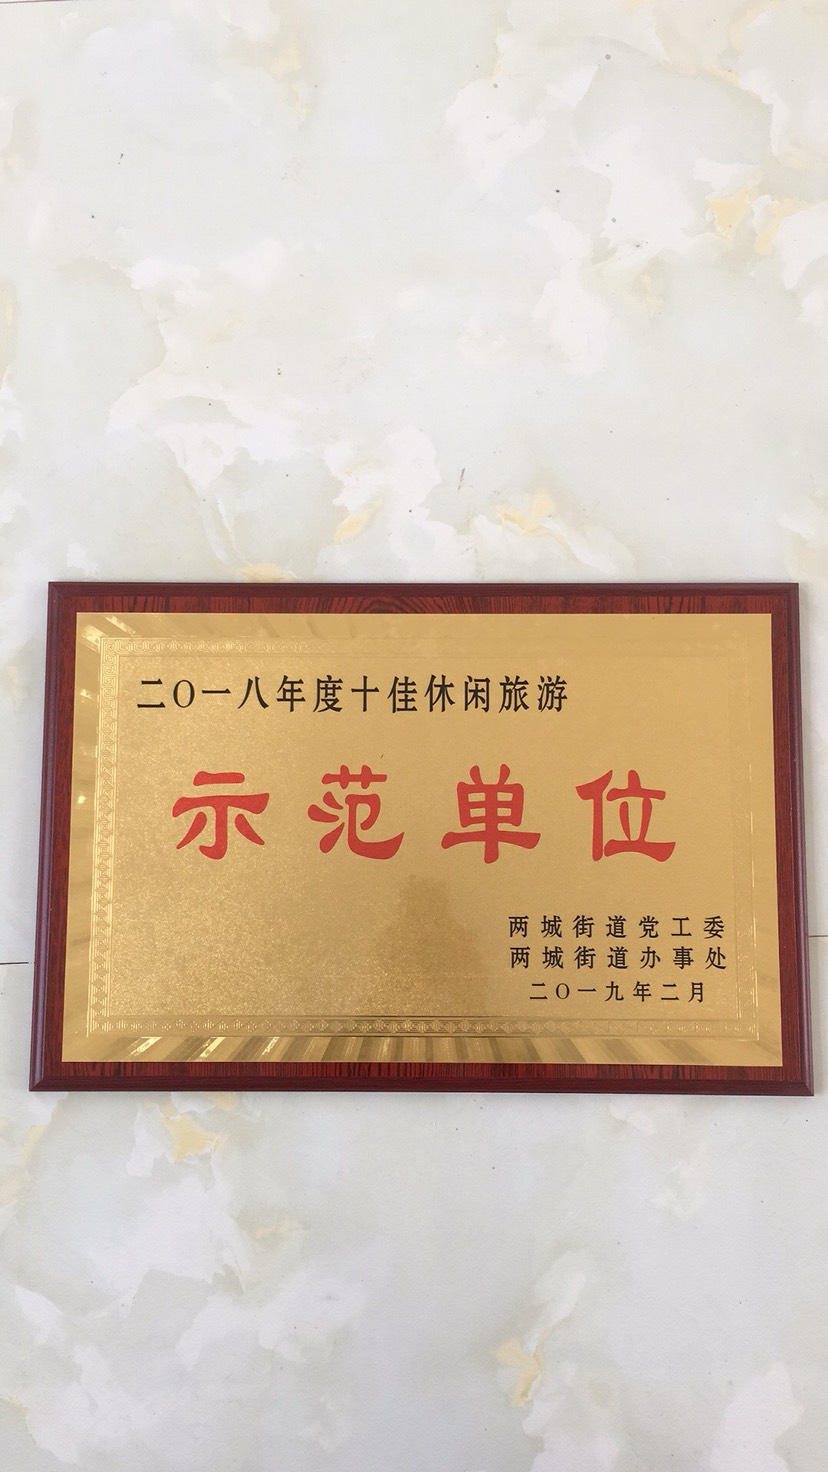 二〇一八年度十佳休闲旅游
示范单位
两城街道党工委
两城街道办事处
二〇一九年二月